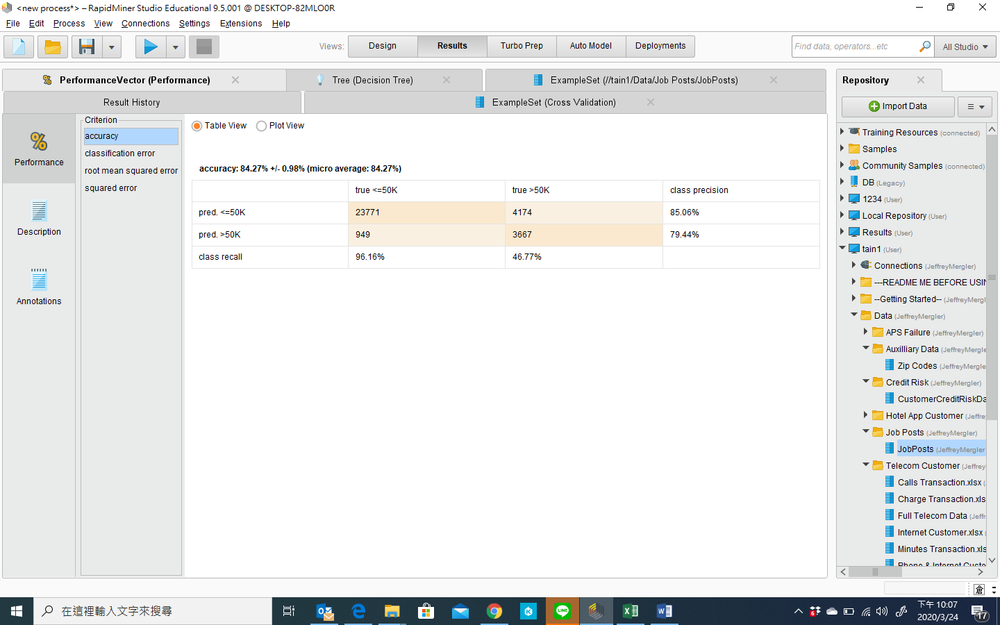 <new process*> – RapidMiner Studio Educational 9.5.001 @ DESKTOP-82MLO0R
File Edit Process View Connections Settings Extensions Help
Views: Design Results Turbo Prep Auto Model Deployments Find data, operators...etc All Studio
PerformanceVector (Performance) Tree (Decision Tree) ExampleSet (//tain1/Data/Job Posts/JobPosts)
Result History ExampleSet (Cross Validation)
Performance
Description
Annotations
Criterion
accuracy
classification error
root mean squared error
squared error
Table View Plot View
accuracy: 84.27% +/- 0.98% (micro average: 84.27%)
true <=50K true >50K class precision
pred. <=50K 23771 4174 85.06%
pred. >50K 949 3667 79.44%
class recall 96.16% 46.77%
Repository
Import Data
Training Resources (connected)
Samples
Community Samples (connected)
DB (Legacy)
1234 (User)
Local Repository (User)
Results (User)
tain1 (User)
Connections (JeffreyMergler)
---README ME BEFORE USIN
--Getting Started-- (JeffreyMergl
Data (JeffreyMergler)
APS Failure (JeffreyMergler)
Auxilliary Data (JeffreyMergle
Zip Codes (JeffreyMergle
Credit Risk (JeffreyMergler)
CustomerCreditRiskDa
Hotel App Customer (Jeffre
Job Posts (JeffreyMergler)
JobPosts (JeffreyMergler
Telecom Customer (Jeffrey
Calls Transaction.xlsx (
Charge Transaction.xls
Full Telecom Data (Jeffr
Internet Customer.xlsx (
Minutes Transaction.xls
Phone & Internet Custo
倉
在這裡輸入文字來搜尋
下午 10:07
2020/3/24
17
6